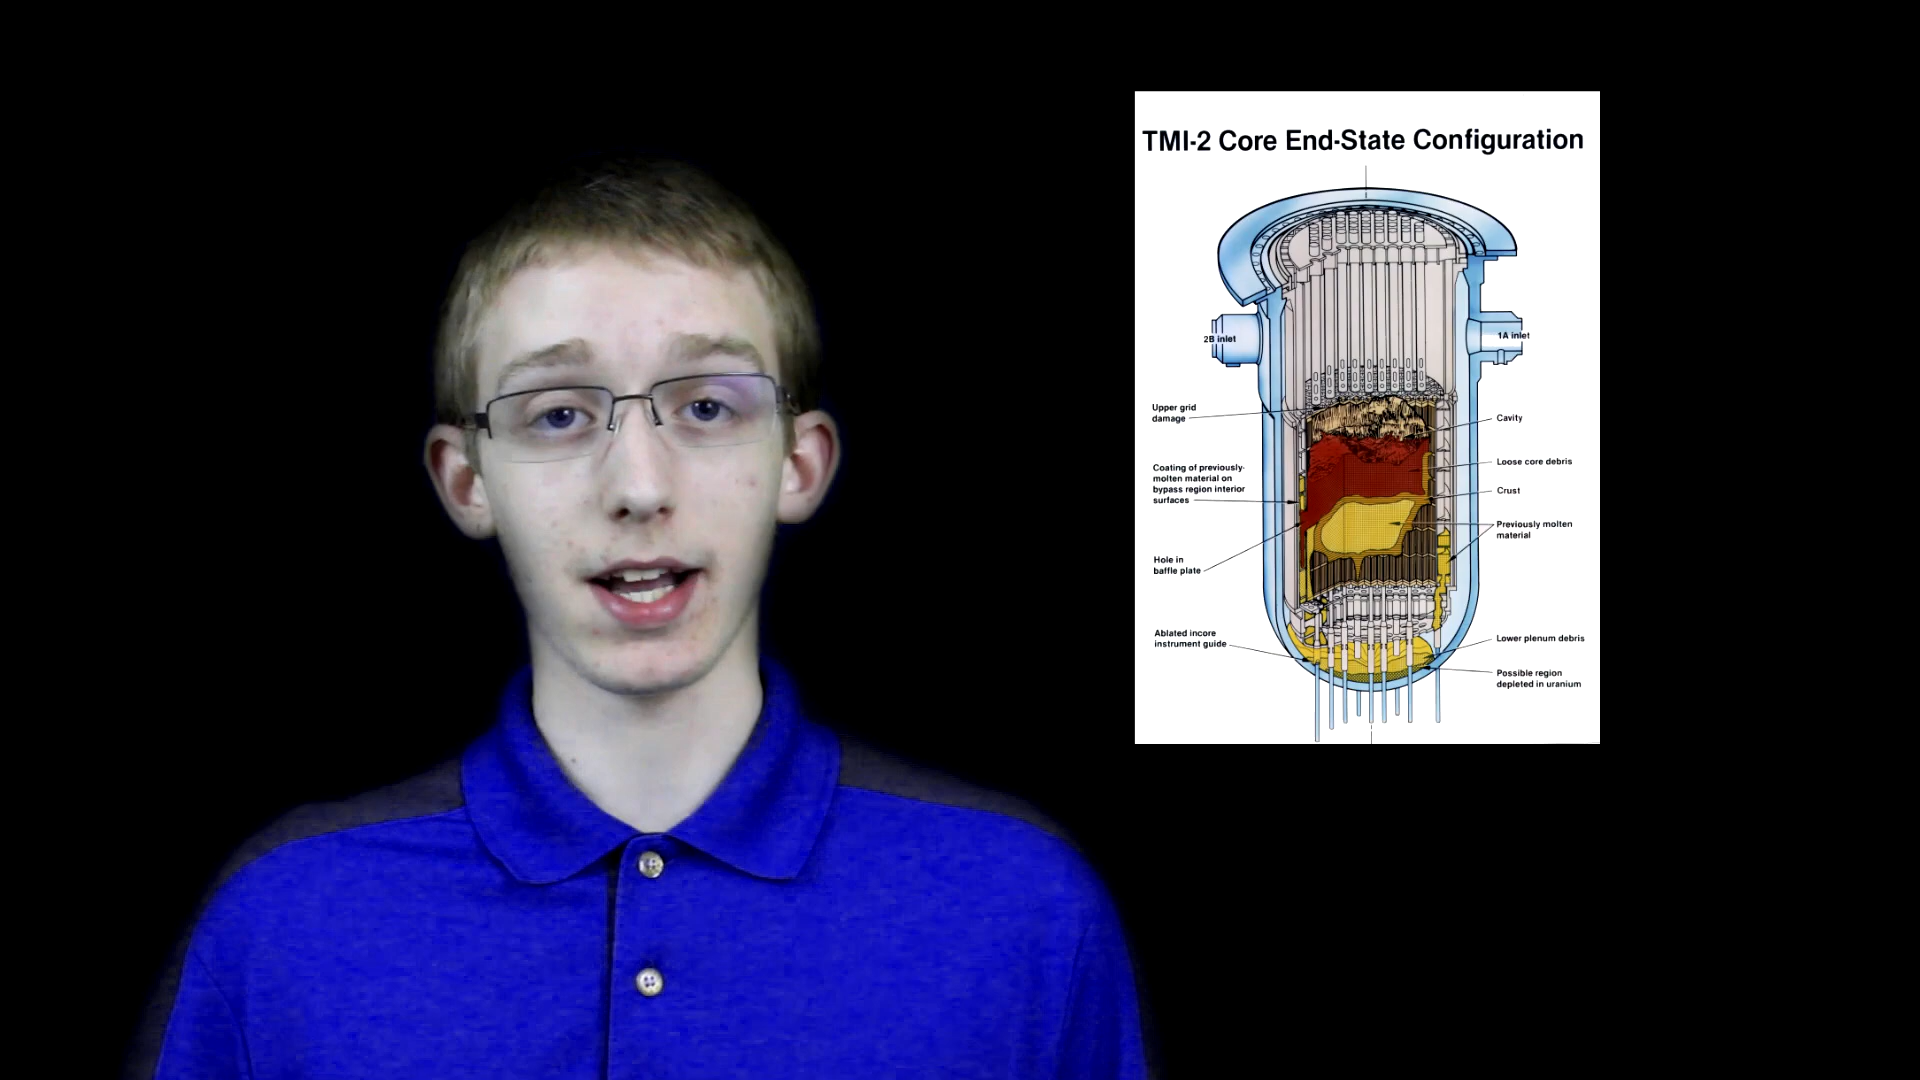 TMI-2 Core End-State Configuration
2B inlet
1A inlet
Upper grid
damage
Cavity
Coating of previously-
molten material on
bypass region interior
surfaces
Loose core debris
Crust
Previously molten
material
Hole in
baffle plate
Ablated incore
instrument guide
Lower plenum debris
Possible region
depleted in uranium